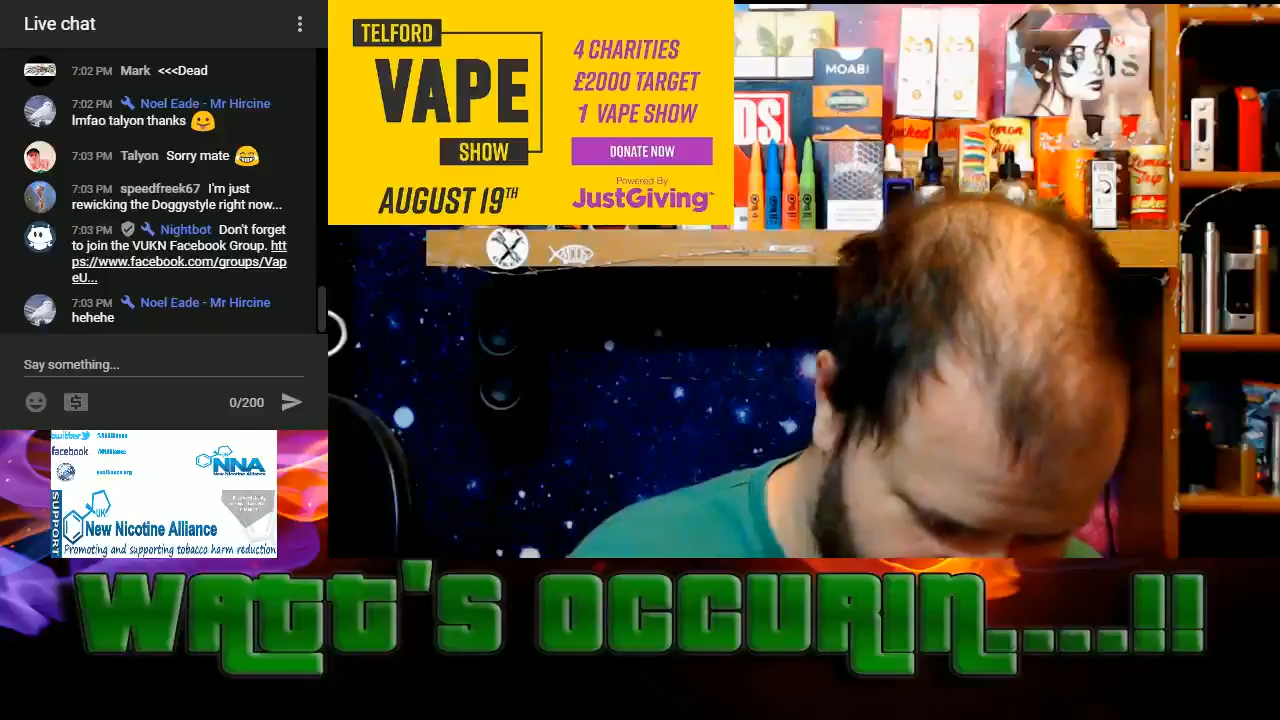 Live chat
7:02 PM Mark <<<Dead
7:02 PM Noel Eade - Mr Hircine
lmfao talyon thanks
7:03 PM Talyon Sorry mate
7:03 PM speedfreek67 I'm just
rewicking the Doggystyle right now...
7:03 PM Nightbot Don't forget
to join the VUKN Facebook Group. htt
ps://www.facebook.com/groups/Vap
eU...
7:03 PM Noel Eade - Mr Hircine
hehehe
Say something...
0/200
TELFORD
VAPE
SHOW
AUGUST 19TH
4 CHARITIES
£2000 TARGET
1 VAPE SHOW
DONATE NOW
Powered By
JustGiving™
MOABI
twitter
facebook
NNA
New Nicotine Alliance
SUPPORT
UK
New Nicotine Alliance
Promoting and supporting tobacco harm reduction
WATT'S OCCURIN....!!